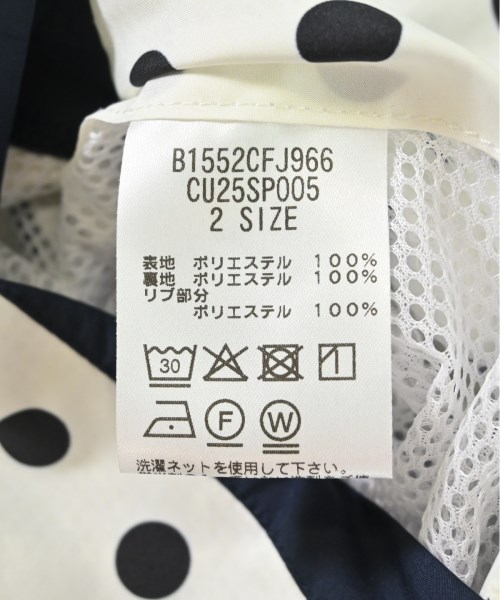 B1552CFJ966
CU25SP005
2 SIZE
表地 ポリエステル 100%
裏地 ポリエステル 100%
リブ部分
ポリエステル 100%
30
F W
洗濯ネットを使用して下さい。